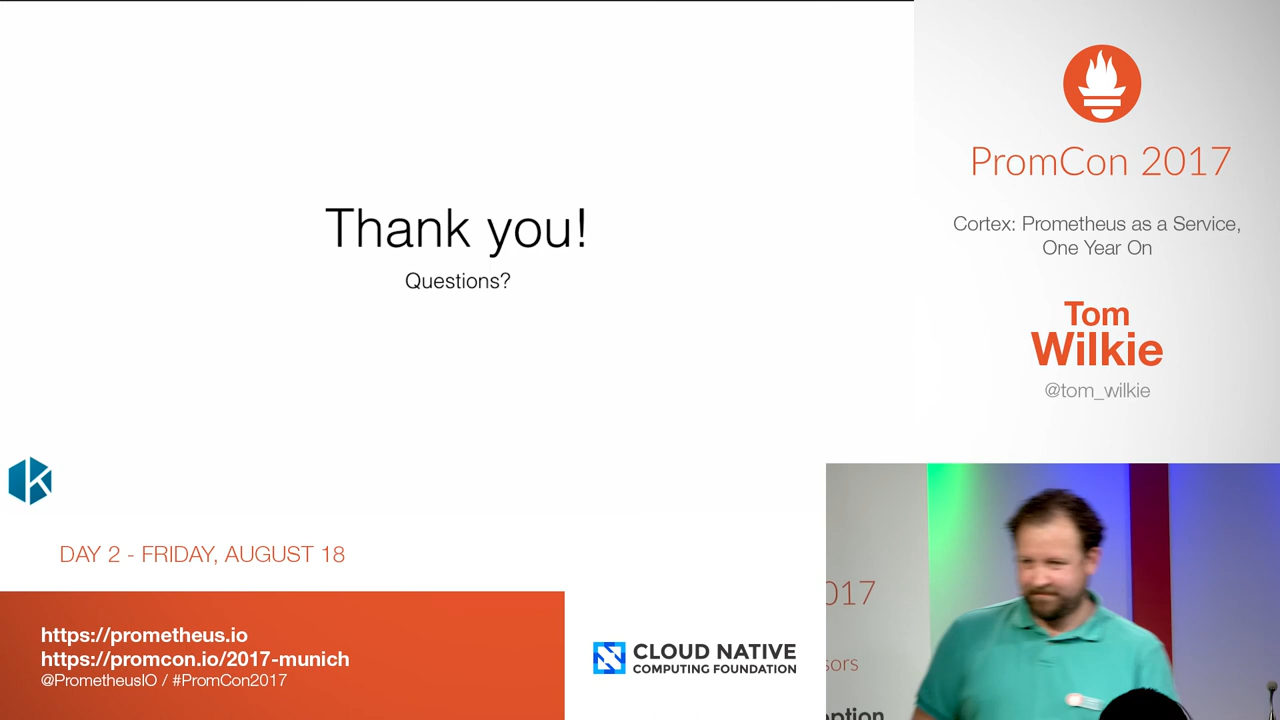 Thank you!
Questions?
PromCon 2017
Cortex: Prometheus as a Service,
One Year On
Tom
Wilkie
@tom_wilkie
DAY 2 - FRIDAY, AUGUST 18
https://prometheus.io
https://promcon.io/2017-munich
@PrometheusIO / #PromCon2017
CLOUD NATIVE
COMPUTING FOUNDATION
017
sors
ption